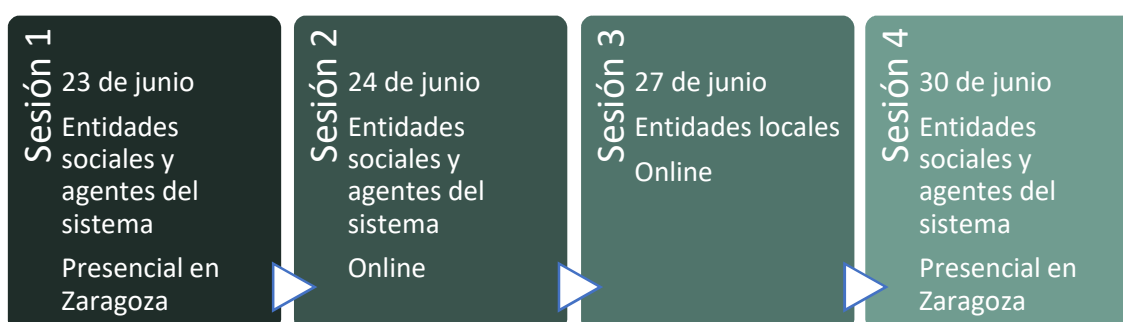 Sesión 1
23 de junio
Entidades
sociales y
agentes del
sistema
Presencial en
Zaragoza
Sesión 2
24 de junio
Entidades
sociales y
agentes del
sistema
Online
Sesión 3
27 de junio
Entidades locales
Online
Sesión 4
30 de junio
Entidades
sociales y
agentes del
sistema
Presencial en
Zaragoza